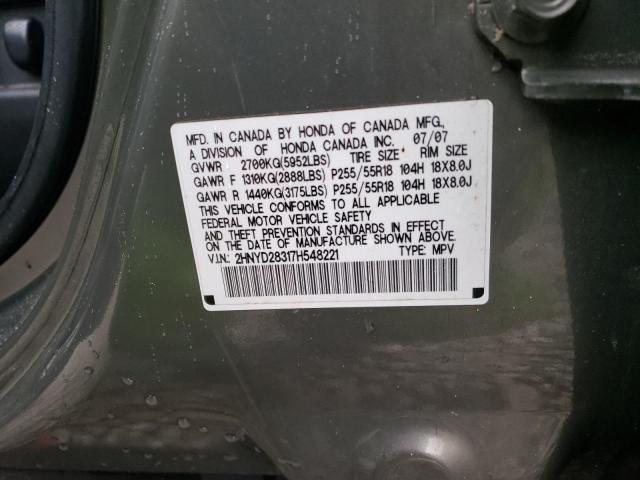 MFD. IN CANADA BY HONDA OF CANADA MFG.,
A DIVISION OF HONDA CANADA INC. 07/07
GVWR 2700KG(5952LBS) TIRE SIZE RIM SIZE
GAWR F 1310KG(2888LBS) P255/55R18 104H 18X8.0J
GAWR R 1440KG(3175LBS) P255/55R18 104H 18X8.0J
THIS VEHICLE CONFORMS TO ALL APPLICABLE
FEDERAL MOTOR VEHICLE SAFETY
AND THEFT PREVENTION STANDARDS IN EFFECT
ON THE DATE OF MANUFACTURE SHOWN ABOVE.
V.I.N.: 2HNYD28317H548221 TYPE: MPV